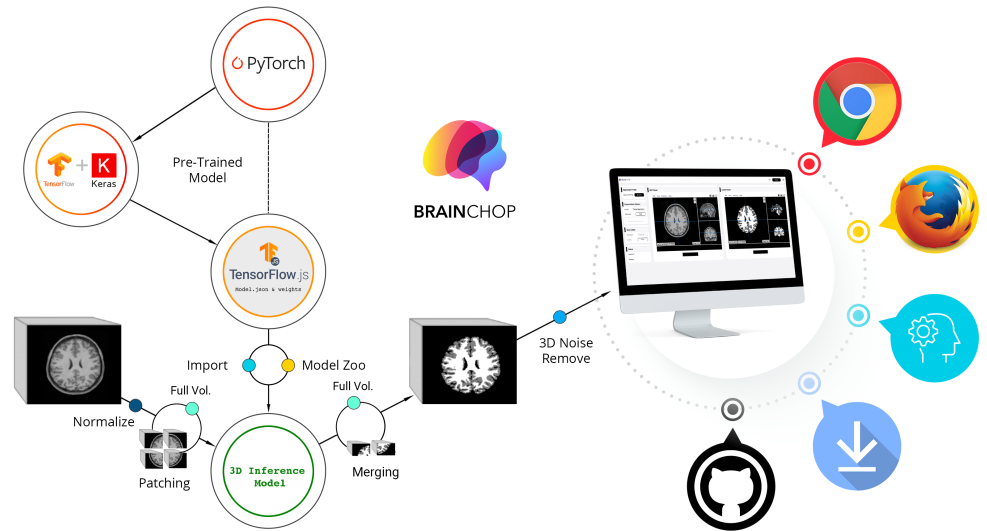 PyTorch
TensorFlow
+
K
Keras
Pre-Trained
Model
BRAINCHOP
JS
TensorFlow.js
Model.json & weights
Import
Model Zoo
3D Noise
Remove
Full Vol.
Full Vol.
Normalize
Patching
3D Inference
Model
Merging